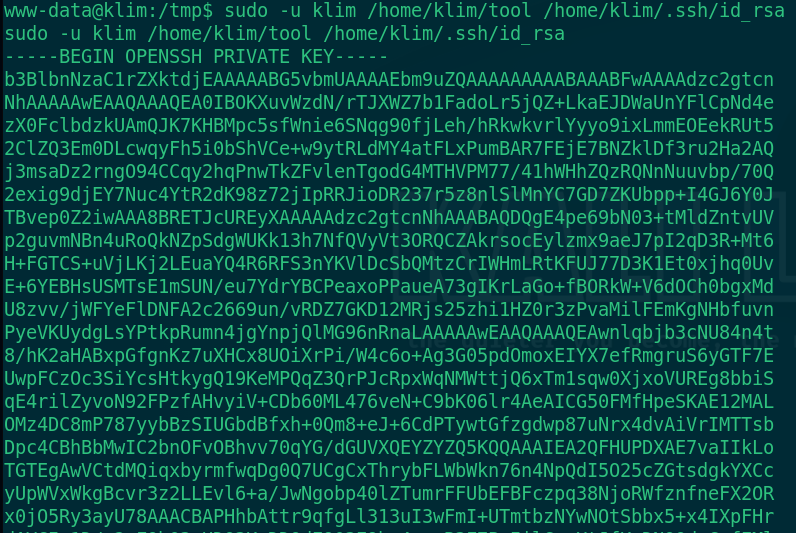 www-data@klim:/tmp$ sudo -u klim /home/klim/tool /home/klim/.ssh/id_rsa
sudo -u klim /home/klim/tool /home/klim/.ssh/id_rsa
-----BEGIN OPENSSH PRIVATE KEY-----
b3BlbnNzaC1rZXktdjEAAAAABG5vbmUAAAAEbm9uZQAAAAAAAAABAAABFwAAAAdzc2gtcn
NhAAAAAwEAAQAAAQEA0IBOKXuvWzdN/rTJXWZ7b1FadoLr5jQZ+LkaEJDWaUnYFlCpNd4e
zX0FclbdzkUAmQJK7KHBMpc5sfWnie6SNqg90fjLeh/hRkwkvrlYyyo9ixLmmEOEekRUt5
2ClZQ3Em0DLcwqyFh5i0bShVCe+w9ytRLdMY4atFLxPumBAR7FEjE7BNZklDf3ru2Ha2AQ
j3msaDz2rngO94CCqy2hqPnwTkZFvlenTgodG4MTHVPM77/41hWHhZQzRQNnNuuvbp/70Q
2exig9djEY7Nuc4YtR2dK98z72jIpRRJioDR237r5z8nlSlMnYC7GD7ZKUbpp+I4GJ6Y0J
TBvep0Z2iwAAA8BRETJcUREyXAAAAAdzc2gtcnNhAAABAQDQgE4pe69bN03+tMldZntvUV
p2guvmNBn4uRoQkNZpSdgWUKk13h7NfQVyVt3ORQCZAkrsocEylzmx9aeJ7pI2qD3R+Mt6
H+FGTCS+uVjLKj2LEuaYQ4R6RFS3nYKVlDcSbQMtzCrIWHmLRtKFUJ77D3K1Et0xjhq0Uv
E+6YEBHsUSMTsE1mSUN/eu7YdrYBCPeaxoPPaueA73gIKrLaGo+fBORkW+V6dOCh0bgxMd
U8zvv/jWFYeFlDNFA2c2669un/vRDZ7GKD12MRjs25zhi1HZ0r3zPvaMilFEmKgNHbfuvn
PyeVKUydgLsYPtkpRumn4jgYnpjQlMG96nRnaLAAAAAwEAAQAAAQEAwnlqbjb3cNU84n4t
8/hK2aHABxpGfgnKz7uXHCx8UOiXrPi/W4c6o+Ag3G05pdOmoxEIYX7efRmgruS6yGTF7E
UwpFCzOc3SiYcsHtkygQ19KeMPQqZ3QrPJcRpxWqNMWttjQ6xTm1sqw0XjxoVUREg8bbiS
qE4rilZyvoN92FPzfAHvyiV+CDb60ML476veN+C9bK06lr4AeAICG50FMfHpeSKAE12MAL
OMz4DC8mP787yybBzSIUGbdBfxh+0Qm8+eJ+6CdPTywtGfzgdwp87uNrx4dvAiVrIMTTsb
Dpc4CBhBbMwIC2bnOFvOBhvv70qYG/dGUVXQEYZYZQ5KQQAAAIEA2QFHUPDXAE7vaIIkLo
TGTEgAwVCtdMQiqxbyrmfwqDg0Q7UCgCxThrybFLWbWkn76n4NpQdI5O25cZGtsdgkYXCc
yUpWVxWkgBcvr3z2LLEvl6+a/JwNgobp40lZTumrFFUbEFBFczpq38NjoRWfznfneFX2OR
x0jO5Ry3ayU78AAACBAPHhbAttr9qfgLl313uI3wFmI+UTmtbzNYwNOtSbbx5+x4IXpFHr